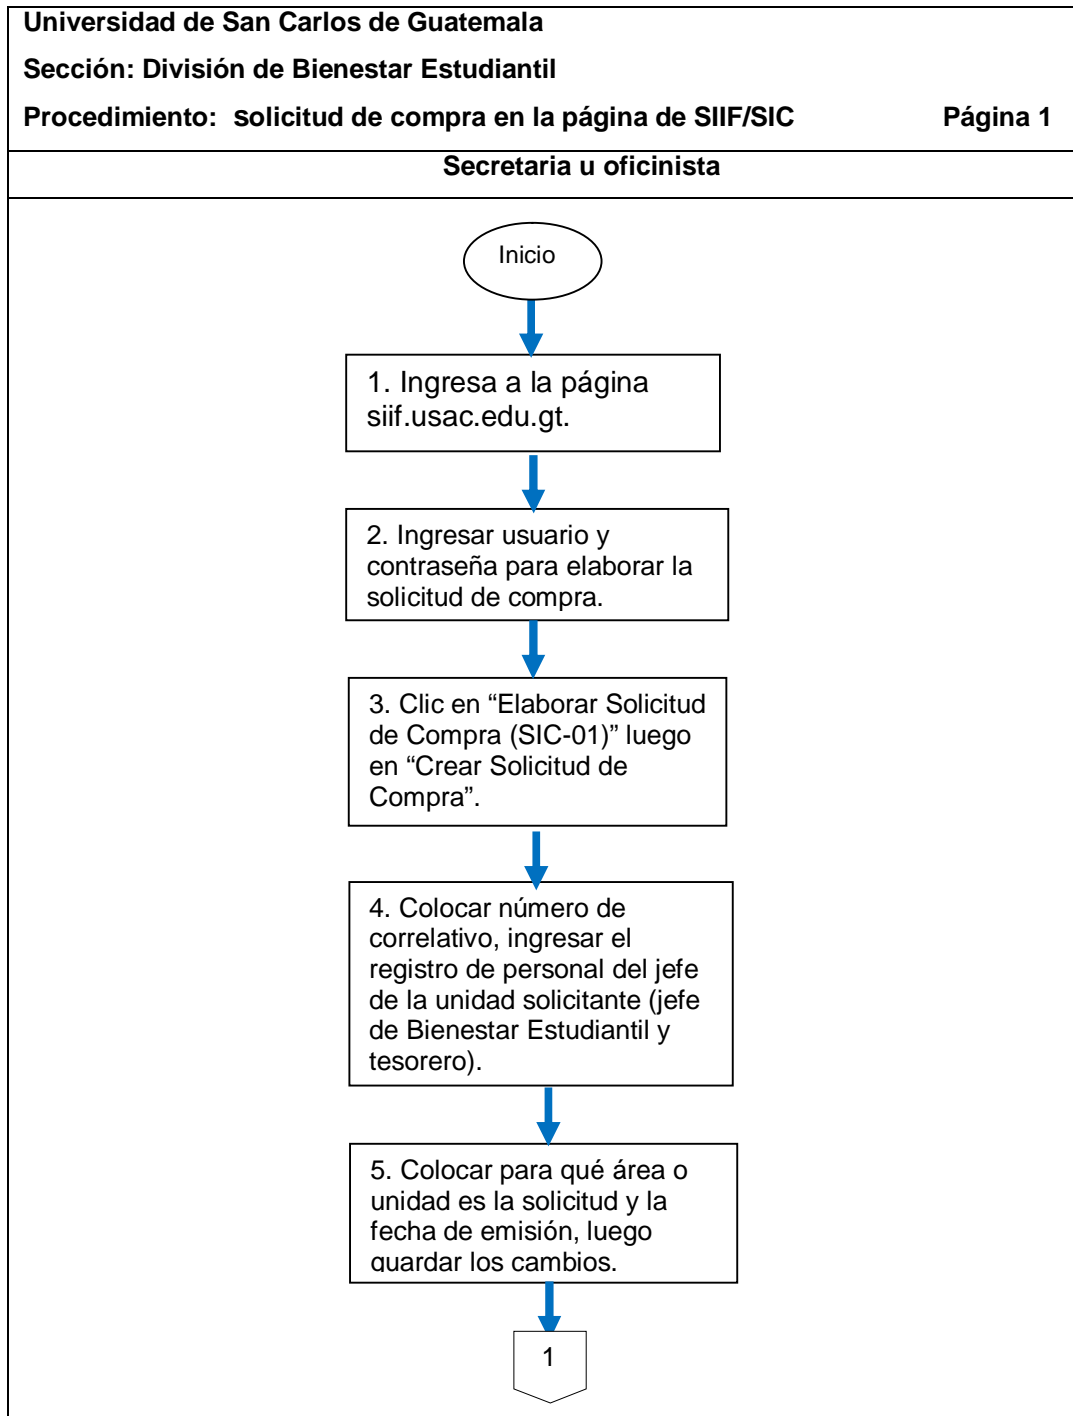 Universidad de San Carlos de Guatemala
Sección: División de Bienestar Estudiantil
Procedimiento: solicitud de compra en la página de SIIF/SIC Página 1
Secretaria u oficinista
Inicio
1. Ingresa a la página
siif.usac.edu.gt.
2. Ingresar usuario y
contraseña para elaborar la
solicitud de compra.
3. Clic en “Elaborar Solicitud
de Compra (SIC-01)” luego
en “Crear Solicitud de
Compra”.
4. Colocar número de
correlativo, ingresar el
registro de personal del jefe
de la unidad solicitante (jefe
de Bienestar Estudiantil y
tesorero).
5. Colocar para qué área o
unidad es la solicitud y la
fecha de emisión, luego
guardar los cambios.
1